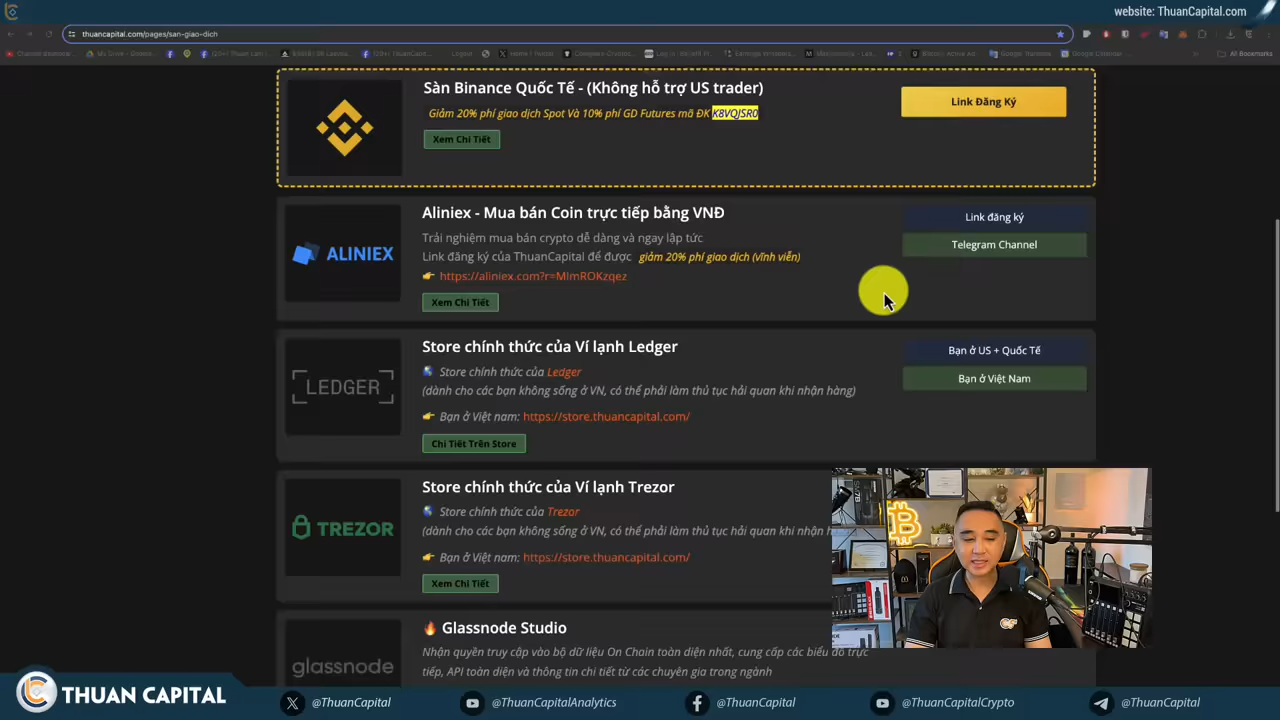 website: ThuanCapital.com
thuancapital.com/pages/san-giao-dich
All Bookmarks
Sàn Binance Quốc Tế - (Không hỗ trợ US trader)
Giảm 20% phí giao dịch Spot Và 10% phí GD Futures mã ĐK K8VQJSR0
Xem Chi Tiết
Link Đăng Ký
ALINIEX
Aliniex - Mua bán Coin trực tiếp bằng VNĐ
Trải nghiệm mua bán crypto dễ dàng và ngay lập tức
Link đăng ký của ThuanCapital để được giảm 20% phí giao dịch (vĩnh viễn)
https://aliniex.com?r=MlmROKzqez
Xem Chi Tiết
Link đăng ký
Telegram Channel
LEDGER
Store chính thức của Ví lạnh Ledger
Store chính thức của Ledger
(dành cho các bạn không sống ở VN, có thể phải làm thủ tục hải quan khi nhận hàng)
Bạn ở Việt nam: https://store.thuancapital.com/
Chi Tiết Trên Store
Bạn ở US + Quốc Tế
Bạn ở Việt Nam
TREZOR
Store chính thức của Ví lạnh Trezor
Store chính thức của Trezor
(dành cho các bạn không sống ở VN, có thể phải làm thủ tục hải quan khi nhận h
Bạn ở Việt nam: https://store.thuancapital.com/
Xem Chi Tiết
glassnode
Glassnode Studio
Nhận quyền truy cập vào bộ dữ liệu On Chain toàn diện nhất, cung cấp các biểu đồ trực
tiếp, API toàn diện và thông tin chi tiết từ các chuyên gia trong ngành
THUAN CAPITAL
@ThuanCapital
@ThuanCapitalAnalytics
@ThuanCapital
@ThuanCapitalCrypto
@ThuanCapital